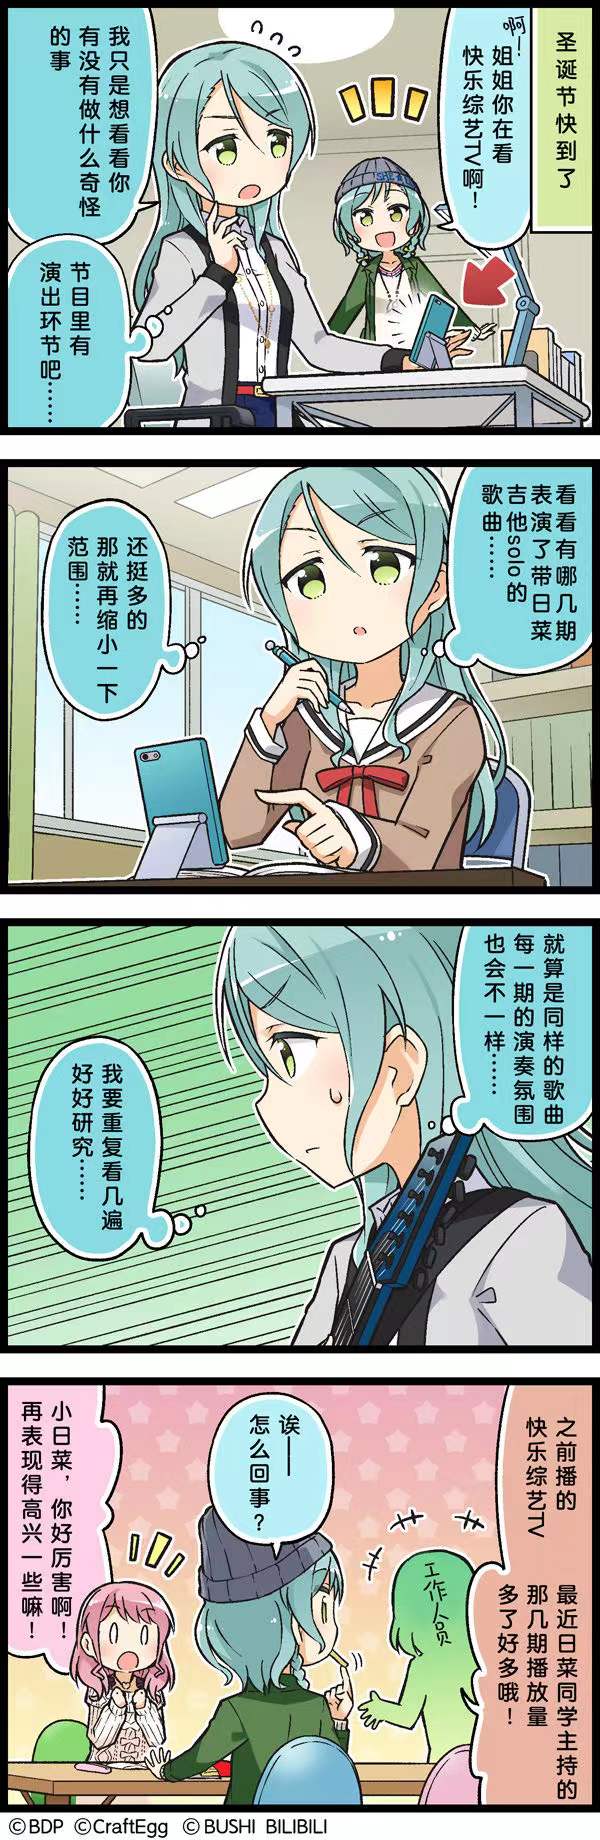 圣诞节快到了
啊！
姐姐你在看
快乐综艺TV啊！
我只是想看看你
有没有做什么奇怪
的事
节目里有
演出环节吧……
SHE
看看有哪几期
表演了带日菜
吉他solo的
歌曲……
还挺多的
那就再缩小一下
范围……
就算是同样的歌曲
每一期的演奏氛围
也会不一样……
我要重复看几遍
好好研究……
之前播的
快乐综艺TV
最近日菜同学主持的
那几期播放量
多了好多哦！
工作人员
诶——
怎么回事？
小日菜，你好厉害啊！
再表现得高兴一些嘛！
©BDP ©CraftEgg ©BUSHI BILIBILI